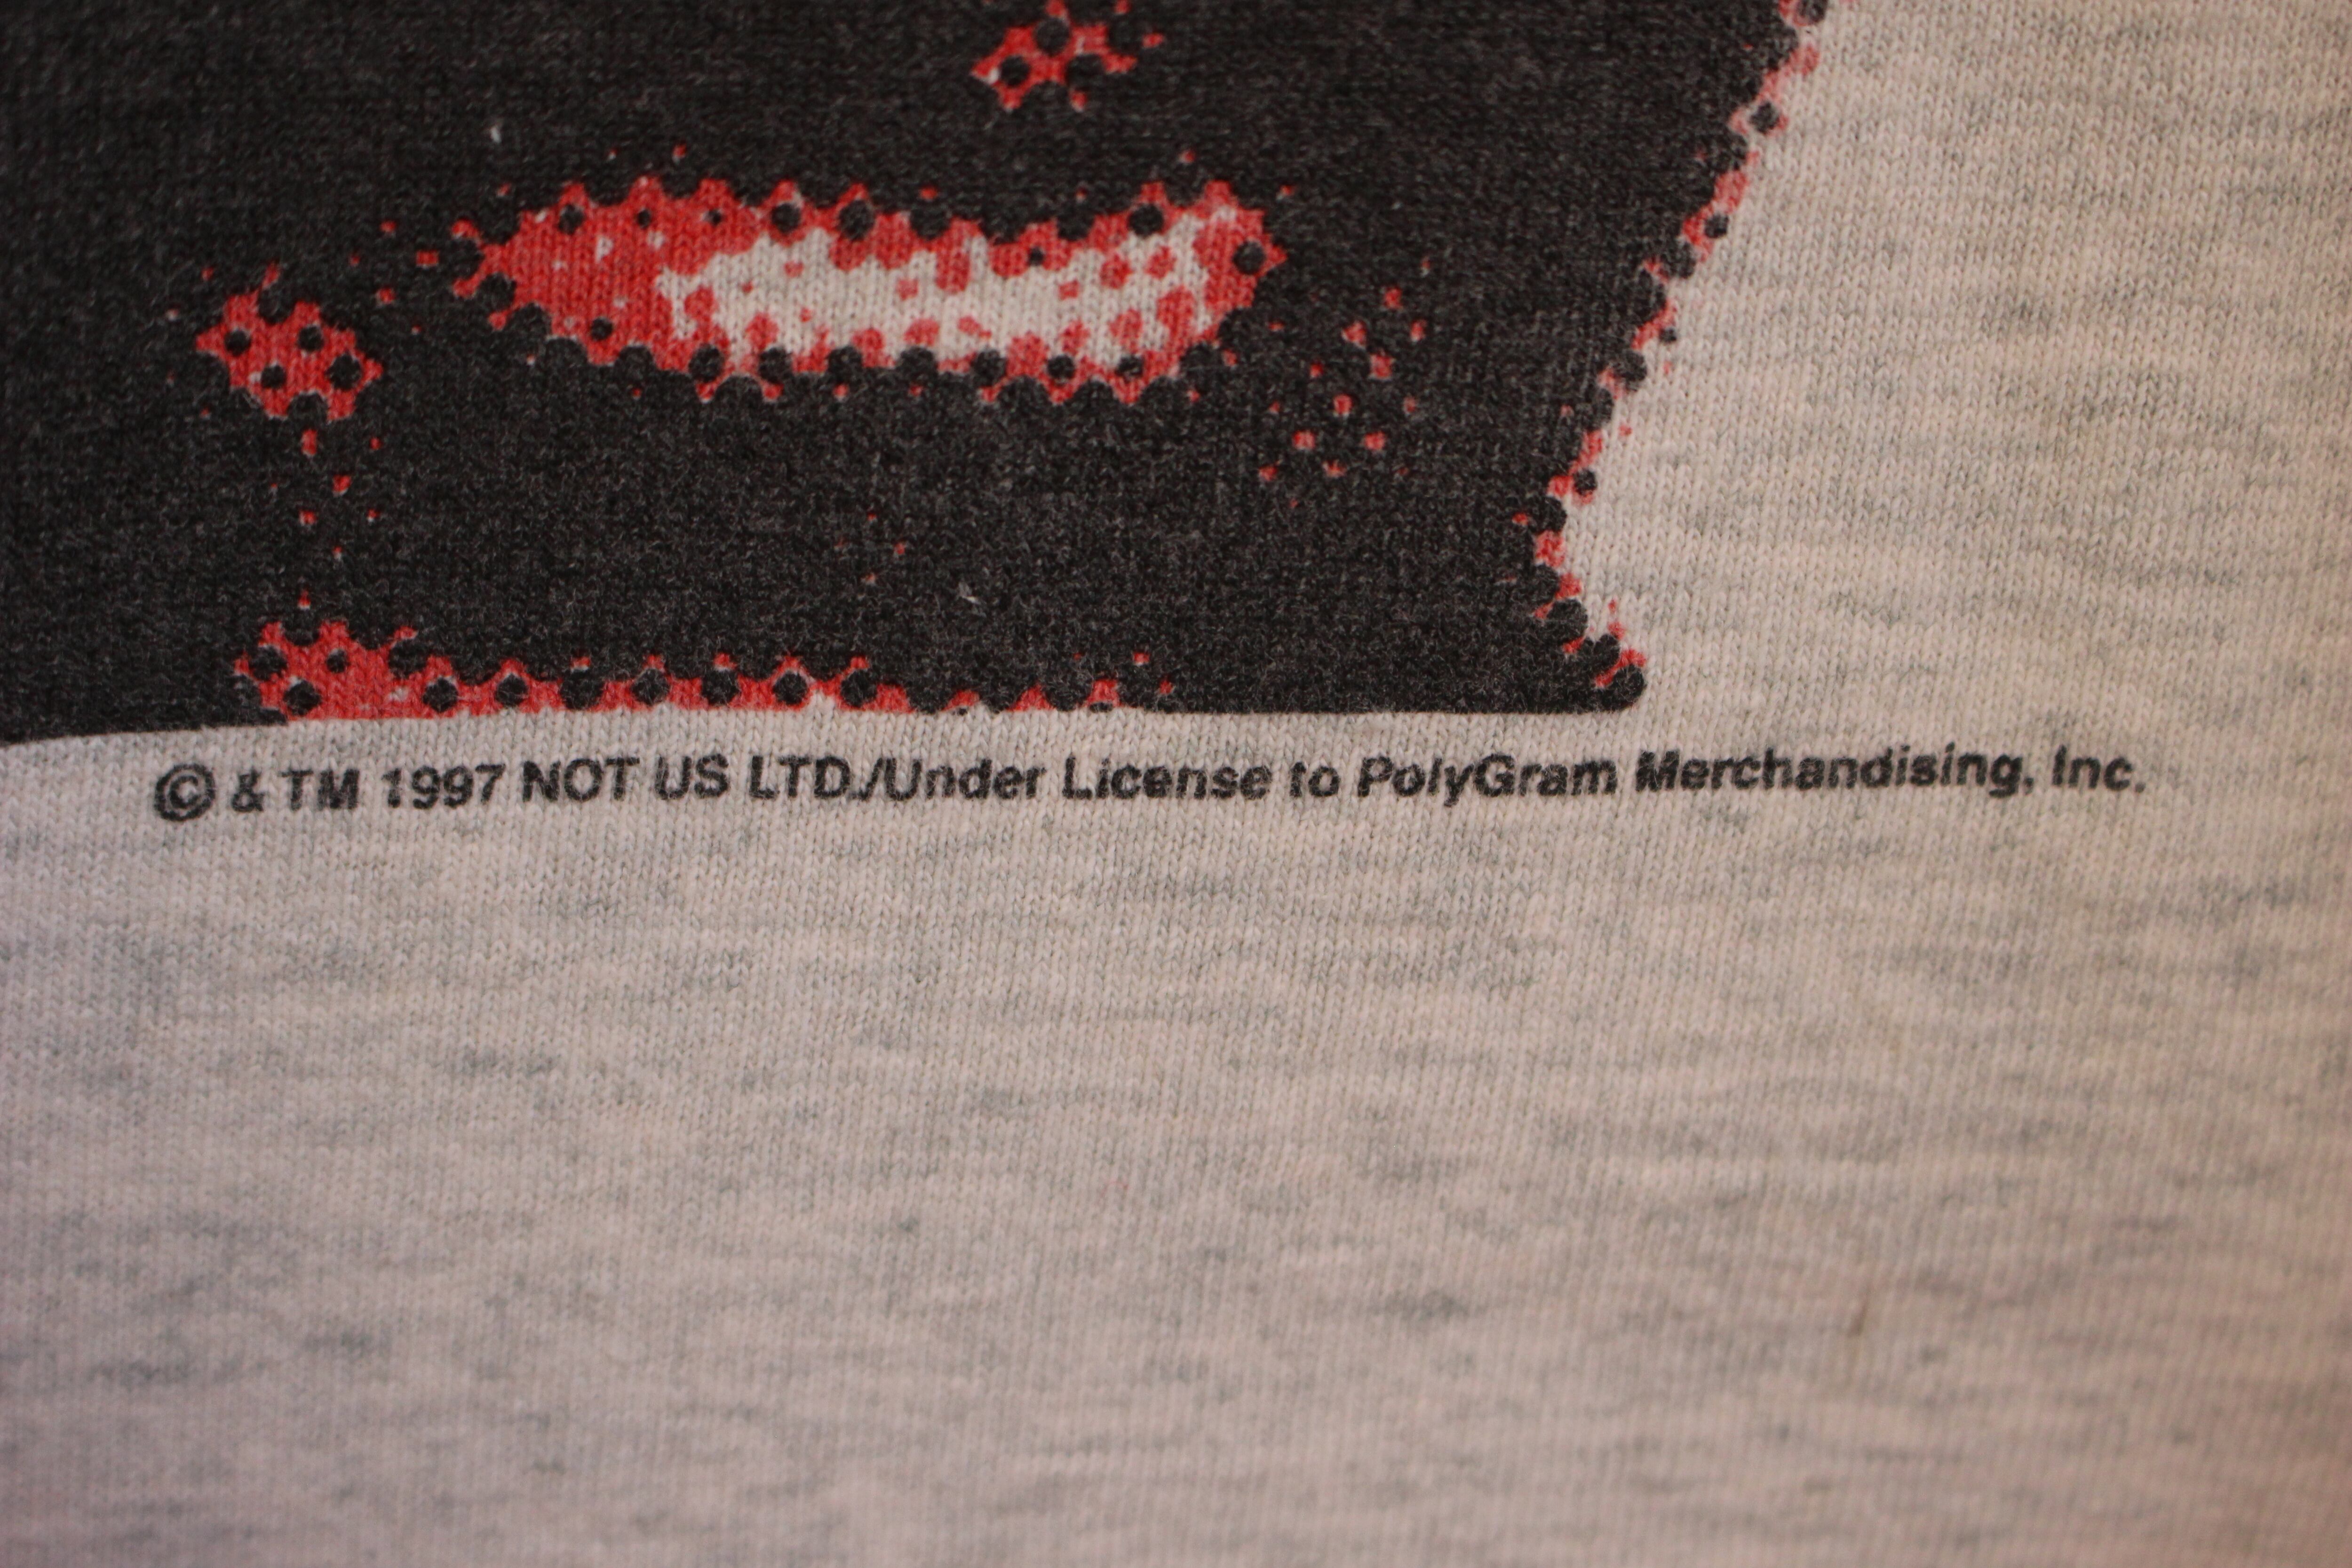 © & TM 1997 NOT US LTD./Under License to PolyGram Merchandising, Inc.